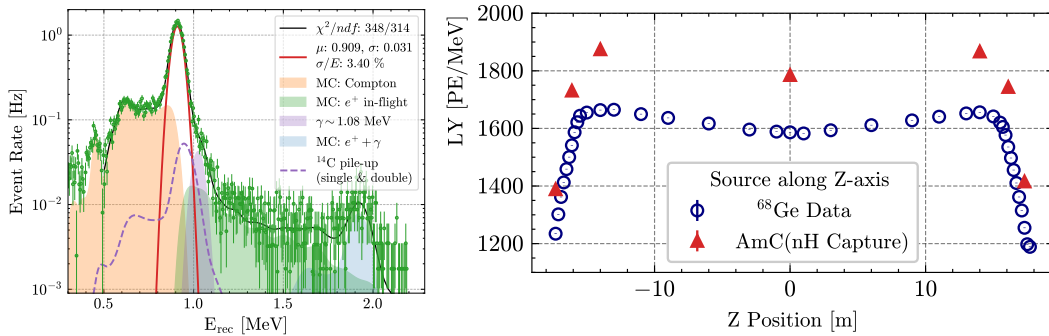 Event Rate [Hz]
10⁰
10⁻¹
10⁻²
10⁻³
χ²/ndf: 348/314
μ: 0.909, σ: 0.031
σ/E: 3.40 %
MC: Compton
MC: e⁺ in-flight
γ ~ 1.08 MeV
MC: e⁺ + γ
¹⁴C pile-up
(single & double)
0.5 1.0 1.5 2.0
E_rec [MeV]
LY [PE/MeV]
2000
1800
1600
1400
1200
Source along Z-axis
⁶⁸Ge Data
AmC(nH Capture)
−10 0 10
Z Position [m]